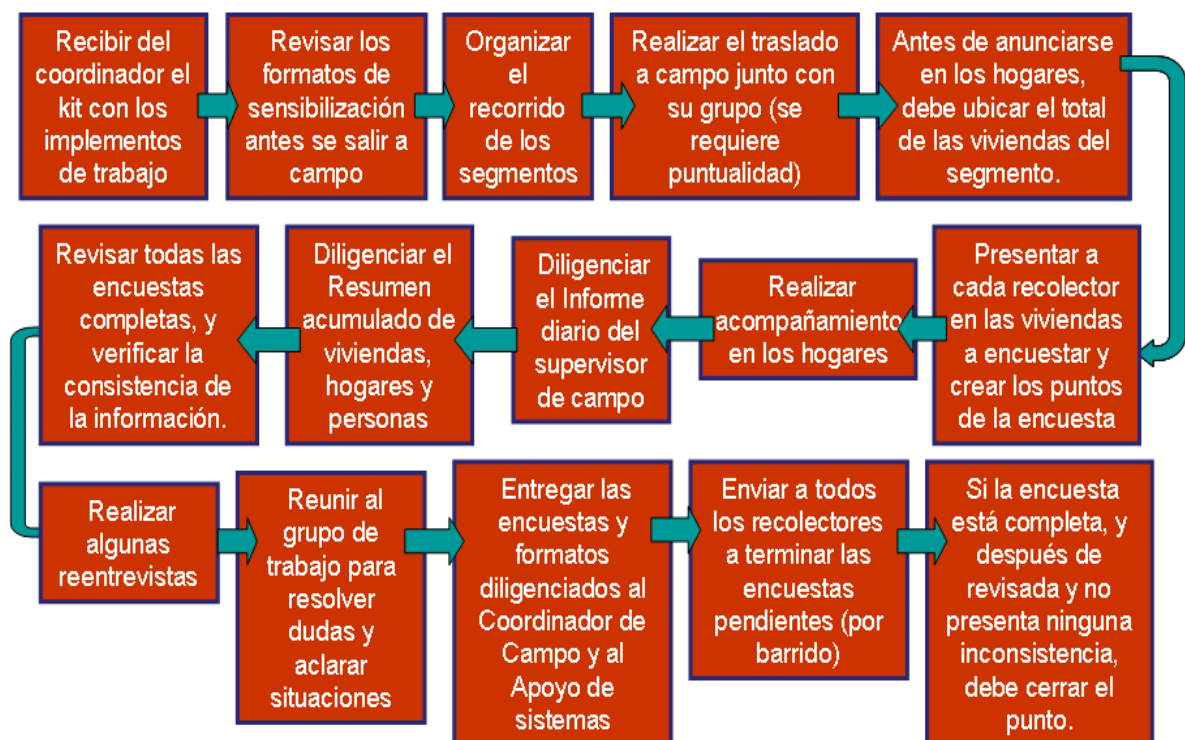 Recibir del
coordinador el
kit con los
implementos
de trabajo
Revisar los
formatos de
sensibilización
antes se salir a
campo
Organizar
el
recorrido
de los
segmentos
Realizar el traslado
a campo junto con
su grupo (se
requiere
puntualidad)
Antes de anunciarse
en los hogares,
debe ubicar el total
de las viviendas del
segmento.
Presentar a
cada recolector
en las viviendas
a encuestar y
crear los puntos
de la encuesta
Realizar
acompañamiento
en los hogares
Diligenciar
el Informe
diario del
supervisor
de campo
Diligenciar el
Resumen
acumulado de
viviendas,
hogares y
personas
Revisar todas las
encuestas
completas, y
verificar la
consistencia de
la información.
Realizar
algunas
reentrevistas
Reunir al
grupo de
trabajo para
resolver
dudas y
aclarar
situaciones
Entregar las
encuestas y
formatos
diligenciados al
Coordinador de
Campo y al
Apoyo de
sistemas
Enviar a todos
los recolectores
a terminar las
encuestas
pendientes (por
barrido)
Si la encuesta
está completa, y
después de
revisada y no
presenta ninguna
inconsistencia,
debe cerrar el
punto.